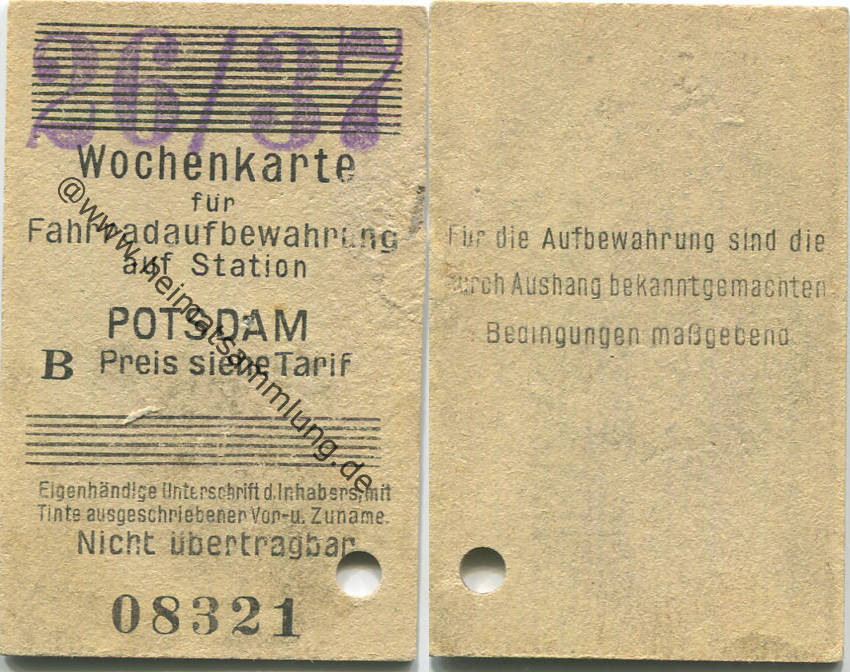 26/37
Wochenkarte
für
Fahrradaufbewahrung
auf Station
POTSDAM
B Preis siehe Tarif
Eigenhändige Unterschrift d. Inhabers, mit
Tinte ausgeschriebener Vor- u. Zuname.
Nicht übertragbar
08321
@www.heimatsammlung.de
Für die Aufbewahrung sind die
durch Aushang bekanntgemachten
Bedingungen maßgebend